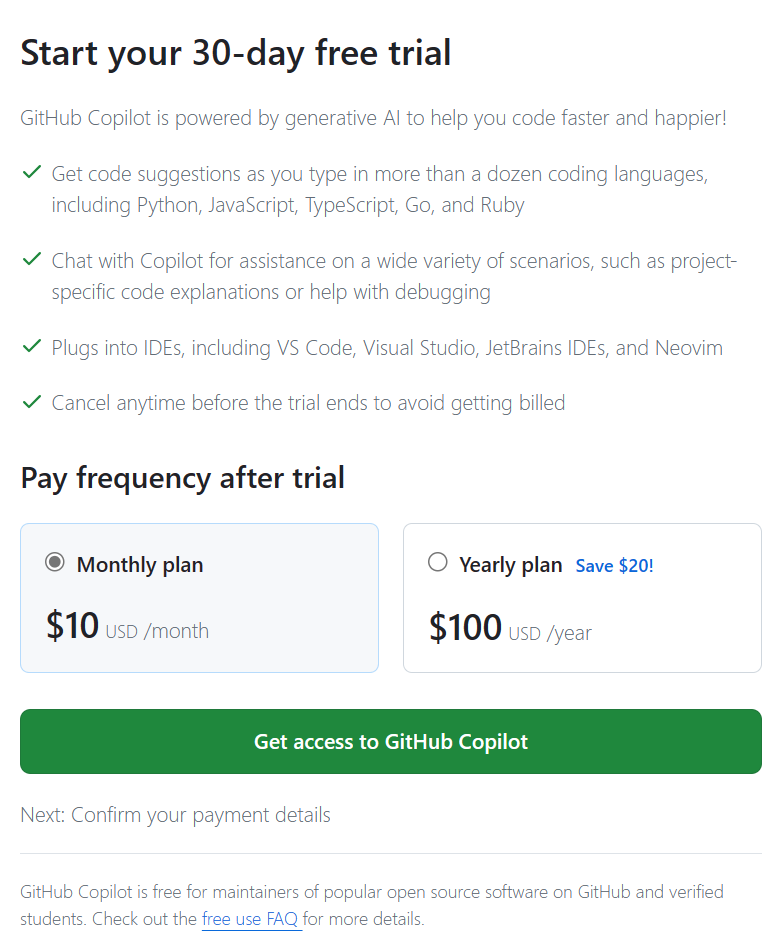 Start your 30-day free trial
GitHub Copilot is powered by generative AI to help you code faster and happier!
Get code suggestions as you type in more than a dozen coding languages,
including Python, JavaScript, TypeScript, Go, and Ruby
Chat with Copilot for assistance on a wide variety of scenarios, such as project-
specific code explanations or help with debugging
Plugs into IDEs, including VS Code, Visual Studio, JetBrains IDEs, and Neovim
Cancel anytime before the trial ends to avoid getting billed
Pay frequency after trial
Monthly plan
$10 USD /month
Yearly plan Save $20!
$100 USD /year
Get access to GitHub Copilot
Next: Confirm your payment details
GitHub Copilot is free for maintainers of popular open source software on GitHub and verified
students. Check out the free use FAQ for more details.